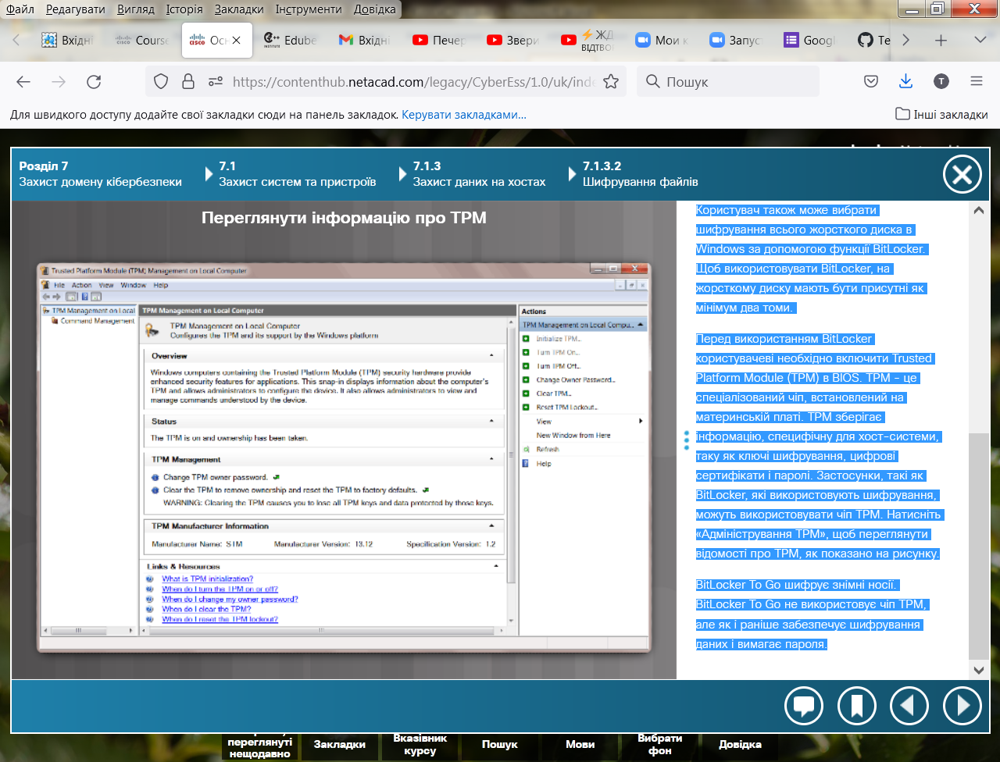 Файл Редагувати Вигляд Історія Закладки Інструменти Довідка
Вхідні Course Осн Edube Вхідні Печер Звери ⚡ЖД ВІДТВОР Мои к Запус Googl Te
https://contenthub.netacad.com/legacy/CyberEss/1.0/uk/inde
Пошук
Для швидкого доступу додайте свої закладки сюди на панель закладок. Керувати закладками...
Інші закладки
Розділ 7
Захист домену кібербезпеки
7.1
Захист систем та пристроїв
7.1.3
Захист даних на хостах
7.1.3.2
Шифрування файлів
Переглянути інформацію про TPM
Trusted Platform Module (TPM) Management on Local Computer
File Action View Window Help
TPM Management on Local
Command Management
TPM Management on Local Computer
TPM Management on Local Computer
Configures the TPM and its support by the Windows platform
Overview
Windows computers containing the Trusted Platform Module (TPM) security hardware provide
enhanced security features for applications. This snap-in displays information about the computer's
TPM and allows administrators to configure the device. It also allows administrators to view and
manage commands understood by the device.
Status
The TPM is on and ownership has been taken.
TPM Management
Change TPM owner password.
Clear the TPM to remove ownership and reset the TPM to factory defaults.
WARNING: Clearing the TPM causes you to lose all TPM keys and data protected by those keys.
TPM Manufacturer Information
Manufacturer Name: STM Manufacturer Version: 13.12 Specification Version: 1.2
Links & Resources
What is TPM initialization?
When do I turn the TPM on or off?
When do I change my owner password?
When do I clear the TPM?
When do I reset the TPM lockout?
Actions
TPM Management on Local Compu...
Initialize TPM...
Turn TPM On...
Turn TPM Off...
Change Owner Password...
Clear TPM...
Reset TPM Lockout...
View
New Window from Here
Refresh
Help
Користувач також може вибрати
шифрування всього жорсткого диска в
Windows за допомогою функції BitLocker.
Щоб використовувати BitLocker, на
жорсткому диску мають бути присутні як
мінімум два томи.
Перед використанням BitLocker
користувачеві необхідно включити Trusted
Platform Module (TPM) в BIOS. TPM - це
спеціалізований чіп, встановлений на
материнській платі. TPM зберігає
інформацію, специфічну для хост-системи,
таку як ключі шифрування, цифрові
сертифікати і паролі. Застосунки, такі як
BitLocker, які використовують шифрування,
можуть використовувати чіп TPM. Натисніть
«Адміністрування TPM», щоб переглянути
відомості про TPM, як показано на рисунку.
BitLocker To Go шифрує знімні носії.
BitLocker To Go не використовує чіп TPM,
але як і раніше забезпечує шифрування
даних і вимагає пароля.
переглянуті
нещодавно
Закладки
Вказівник
курсу
Пошук
Мови
Вибрати
фон
Довідка